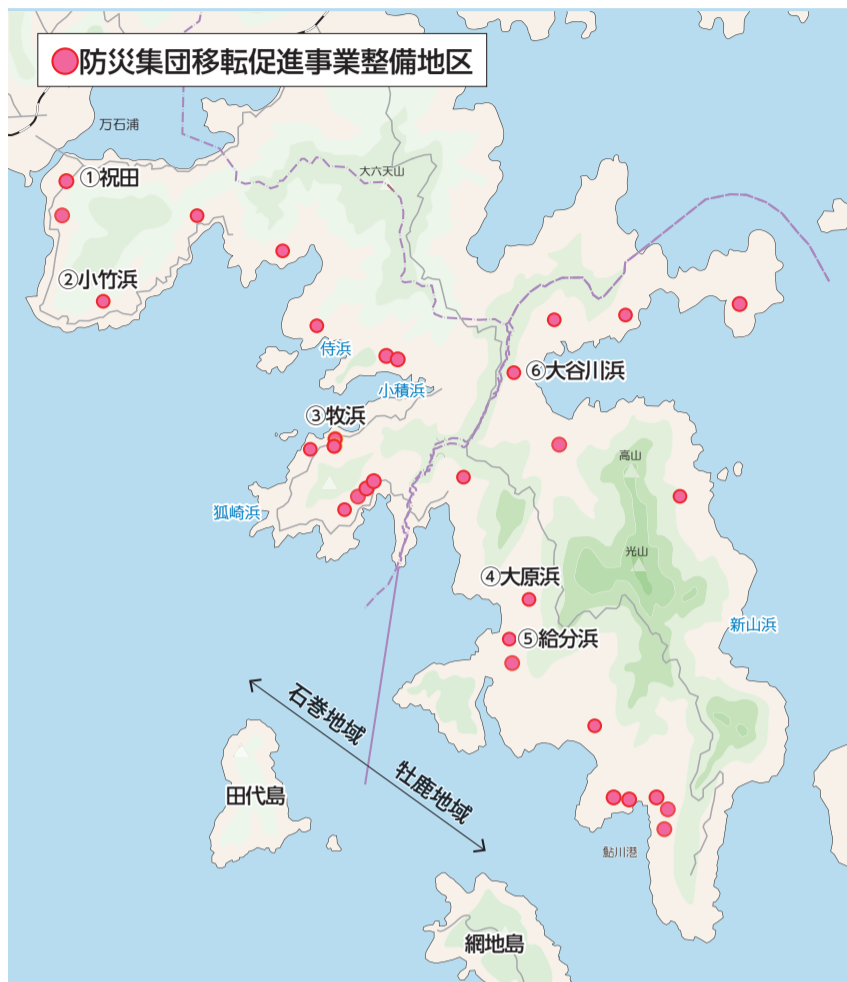 防災集団移転促進事業整備地区
万石浦
①祝田
大六天山
②小竹浜
侍浜
⑥大谷川浜
小積浜
③牧浜
高山
狐崎浜
光山
④大原浜
新山浜
⑤給分浜
石巻地域
牡鹿地域
田代島
鮎川港
網地島